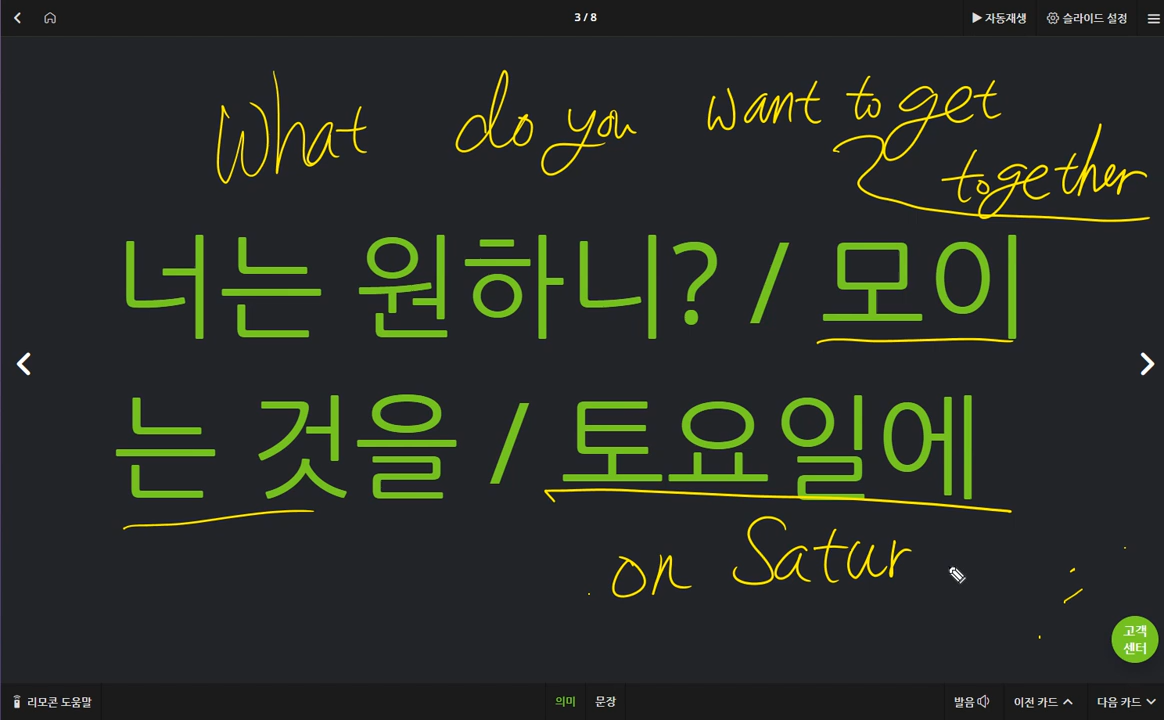 3 / 8
자동재생
슬라이드 설정
What do you want to get
together
너는 원하니? / 모이
는 것을 / 토요일에
on Satur
고객
센터
리모콘 도움말
의미
문장
발음
이전 카드
다음 카드